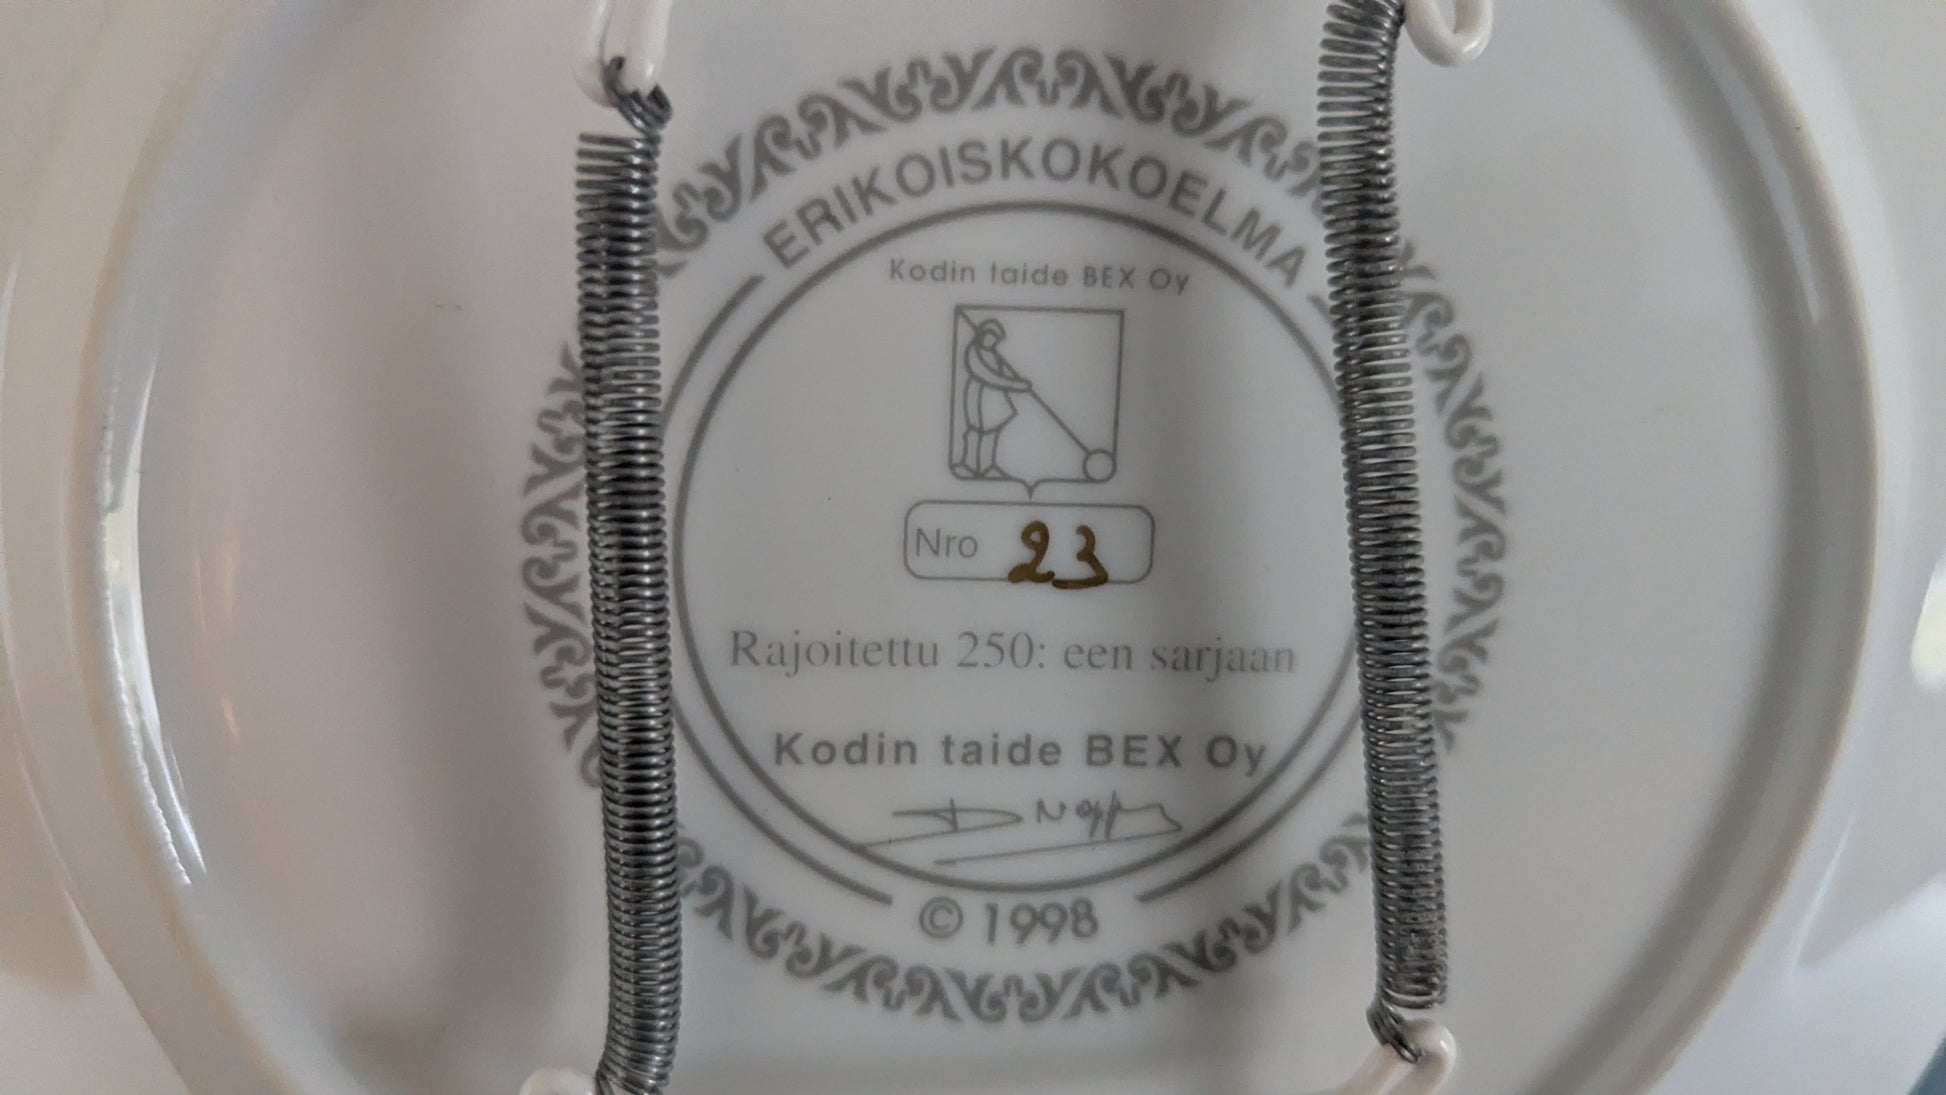 ERIKOISKOKOELMA
Kodin taide BEX Oy
Nro 23
Rajoitettu 250: een sarjaan
Kodin taide BEX Oy
© 1998